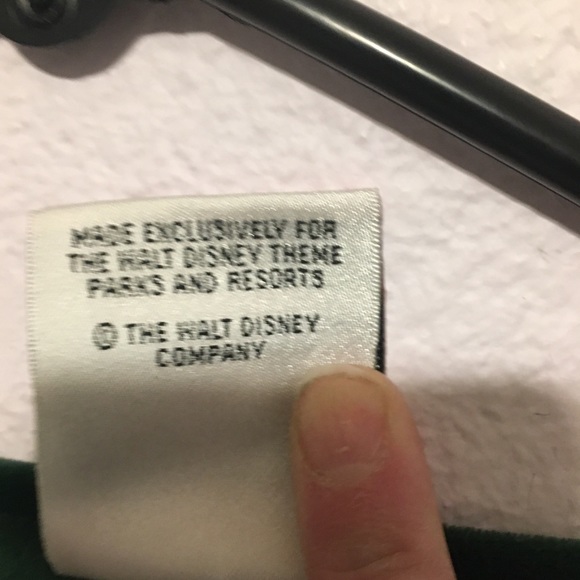 MADE EXCLUSIVELY FOR
THE WALT DISNEY THEME
PARKS AND RESORTS
© THE WALT DISNEY
COMPANY